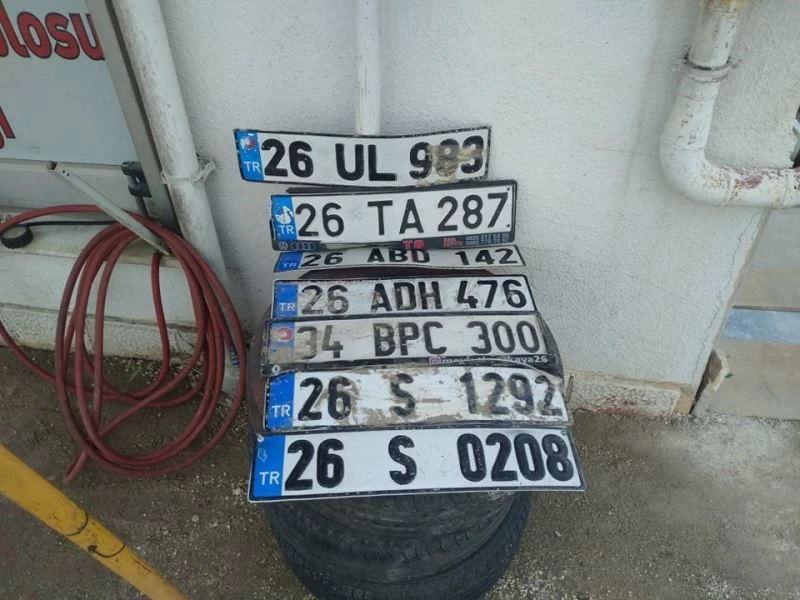 olosu
TR 26 UL 983
TR 26 TA 287
TR 26 ABD 142
TR 26 ADH 476
34 BPC 300
TR 26 S 1292
TR 26 S 0208